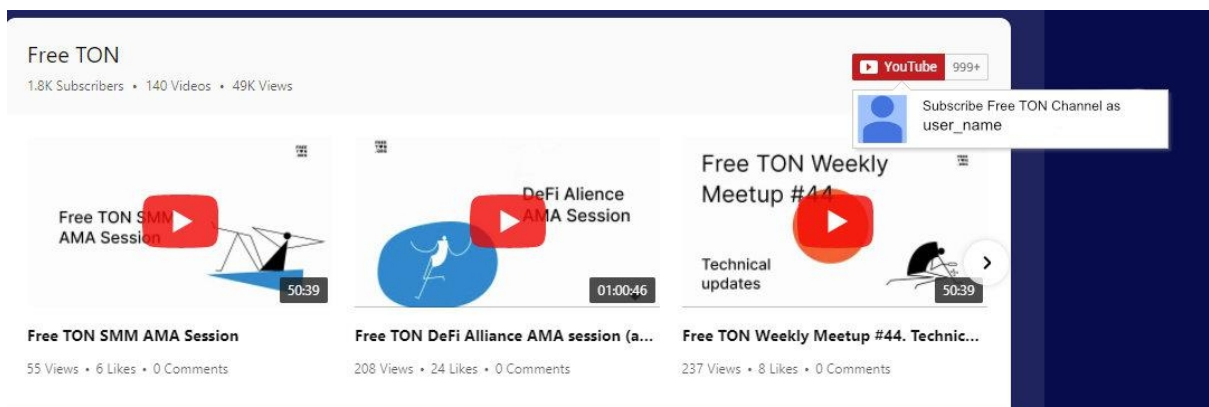 Free TON
1.8K Subscribers • 140 Videos • 49K Views
YouTube 999+
Subscribe Free TON Channel as
user_name
Free TON SMM
AMA Session
50:39
DeFi Alience
AMA Session
01:00:46
Free TON Weekly
Meetup #44
Technical
updates
50:39
Free TON SMM AMA Session
55 Views • 6 Likes • 0 Comments
Free TON DeFi Alliance AMA session (a...
208 Views • 24 Likes • 0 Comments
Free TON Weekly Meetup #44. Technic...
237 Views • 8 Likes • 0 Comments